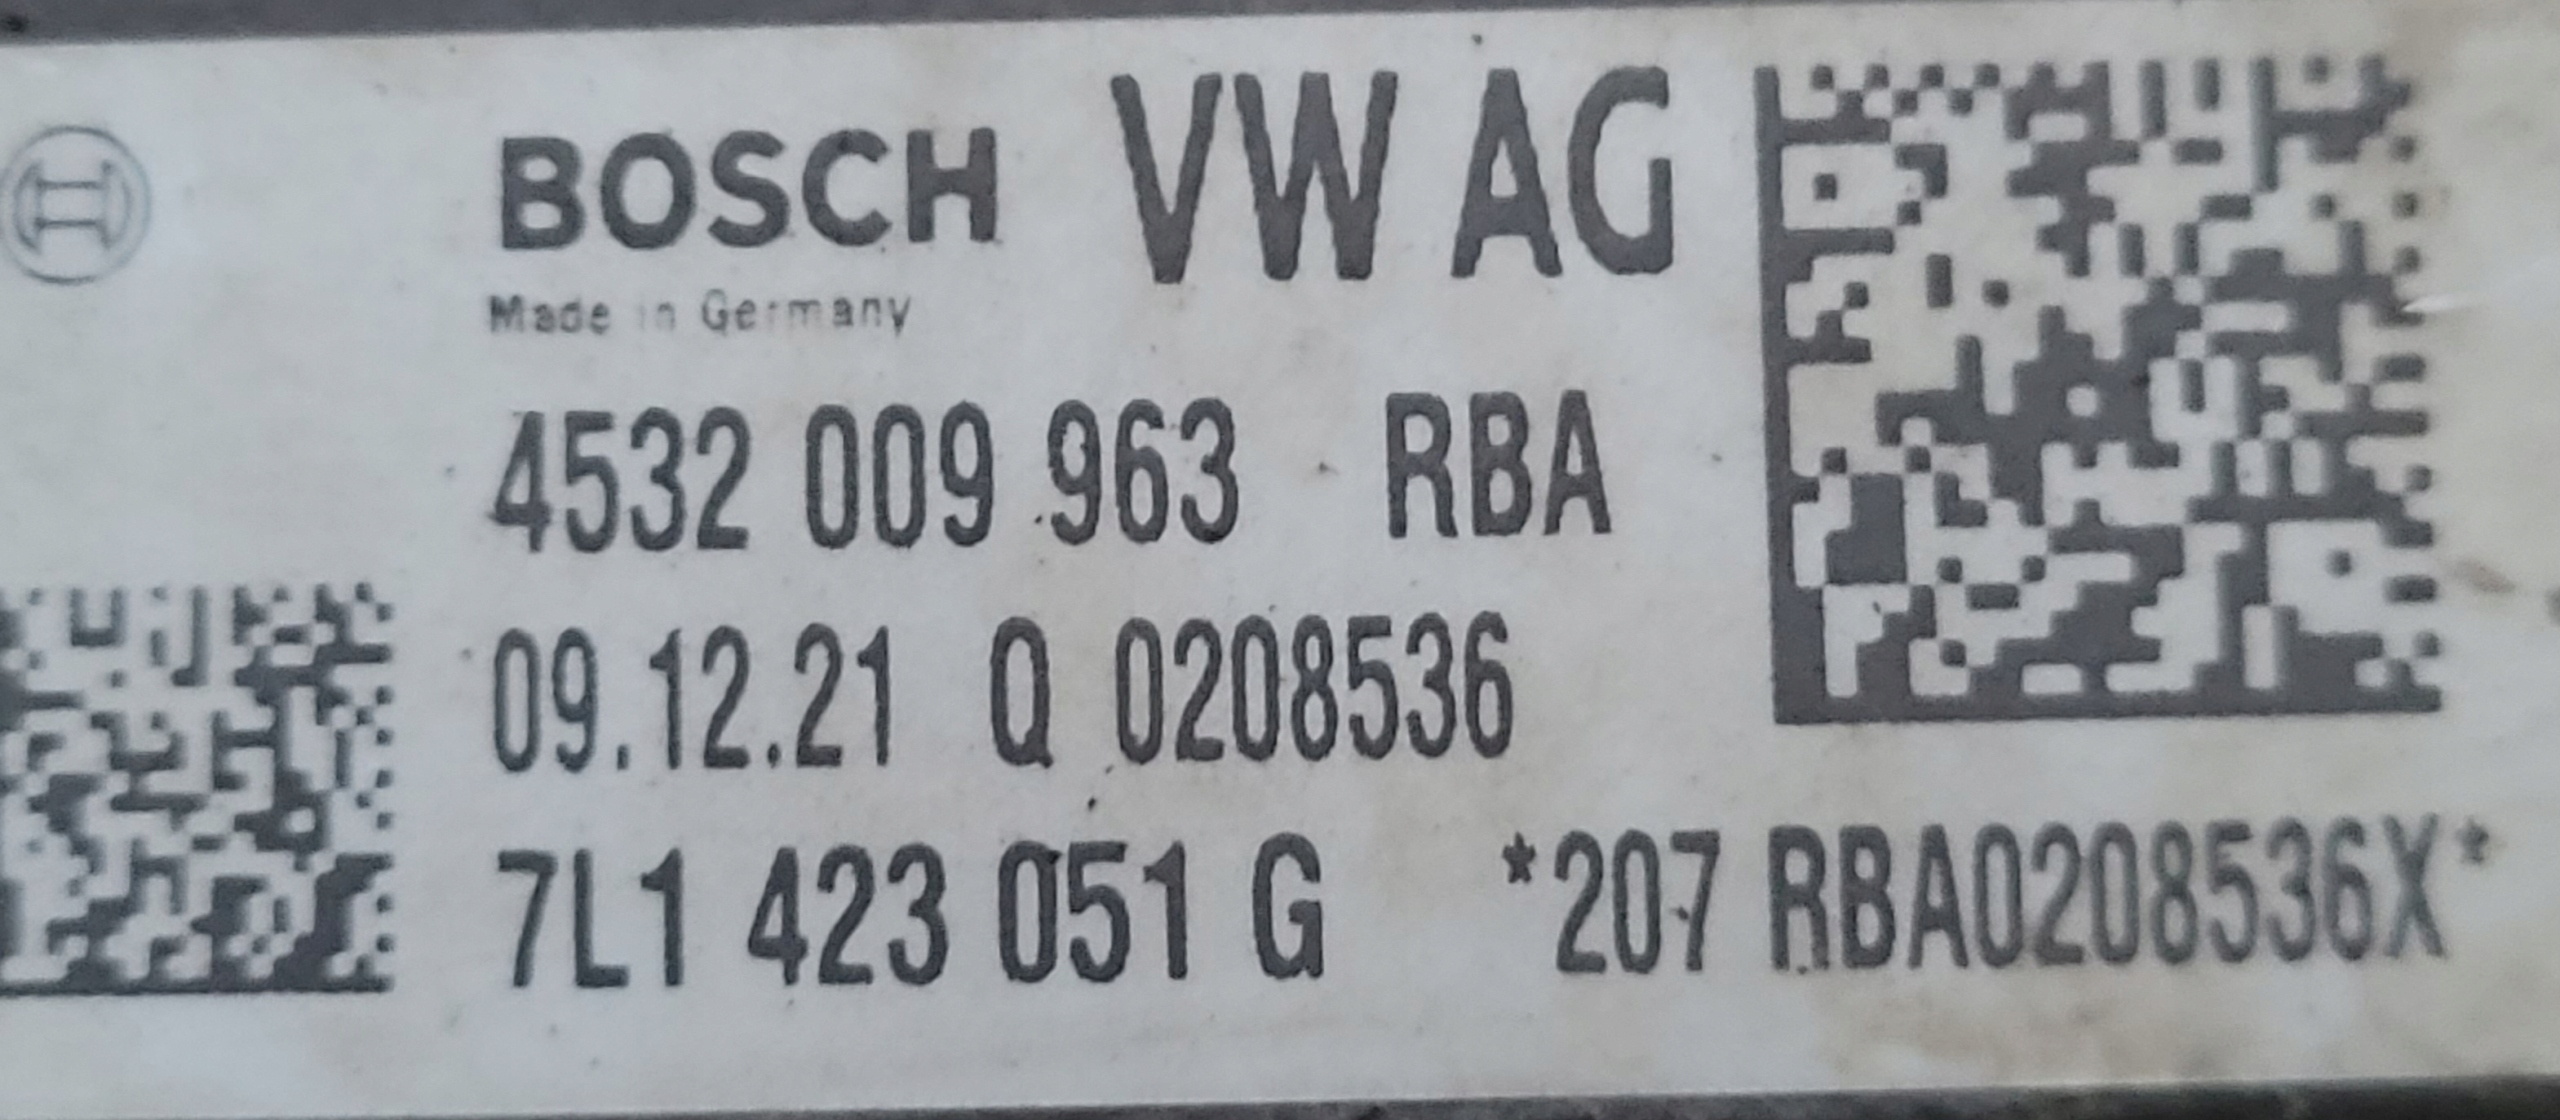 BOSCH VW AG
Made in Germany
4532 009 963 RBA
09.12.21 Q 0208536
7L1 423 051 G *207 RBA0208536X*